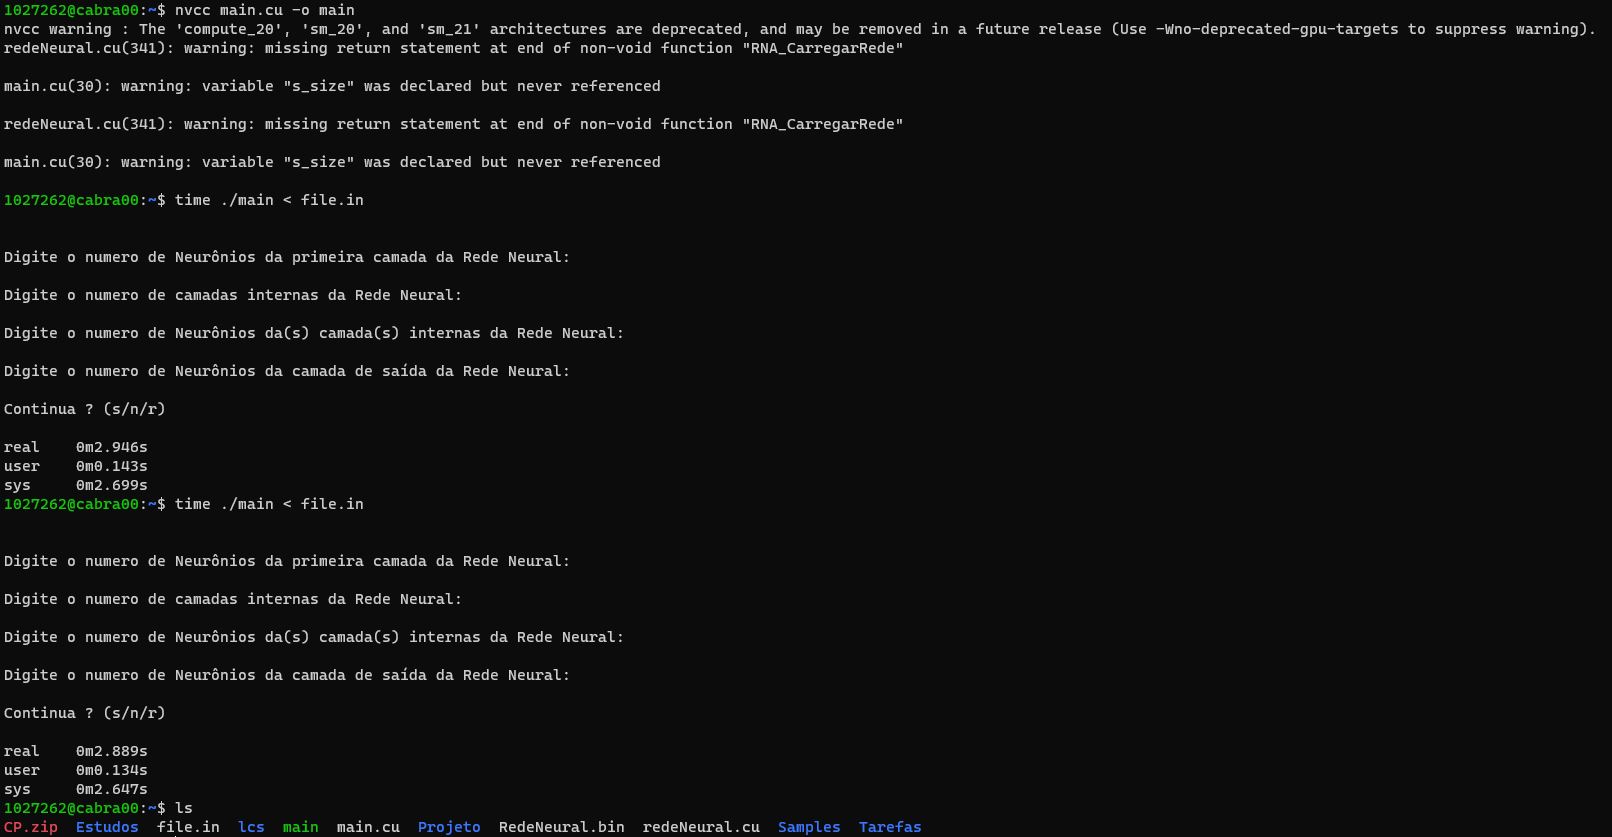 1027262@cabra00:~$ nvcc main.cu -o main
nvcc warning : The 'compute_20', 'sm_20', and 'sm_21' architectures are deprecated, and may be removed in a future release (Use -Wno-deprecated-gpu-targets to suppress warning).
redeNeural.cu(341): warning: missing return statement at end of non-void function "RNA_CarregarRede"
main.cu(30): warning: variable "s_size" was declared but never referenced
redeNeural.cu(341): warning: missing return statement at end of non-void function "RNA_CarregarRede"
main.cu(30): warning: variable "s_size" was declared but never referenced
1027262@cabra00:~$ time ./main < file.in
Digite o numero de Neurônios da primeira camada da Rede Neural:
Digite o numero de camadas internas da Rede Neural:
Digite o numero de Neurônios da(s) camada(s) internas da Rede Neural:
Digite o numero de Neurônios da camada de saída da Rede Neural:
Continua ? (s/n/r)
real    0m2.946s
user    0m0.143s
sys     0m2.699s
1027262@cabra00:~$ time ./main < file.in
Digite o numero de Neurônios da primeira camada da Rede Neural:
Digite o numero de camadas internas da Rede Neural:
Digite o numero de Neurônios da(s) camada(s) internas da Rede Neural:
Digite o numero de Neurônios da camada de saída da Rede Neural:
Continua ? (s/n/r)
real    0m2.889s
user    0m0.134s
sys     0m2.647s
1027262@cabra00:~$ ls
CP.zip  Estudos  file.in  lcs  main  main.cu  Projeto  RedeNeural.bin  redeNeural.cu  Samples  Tarefas